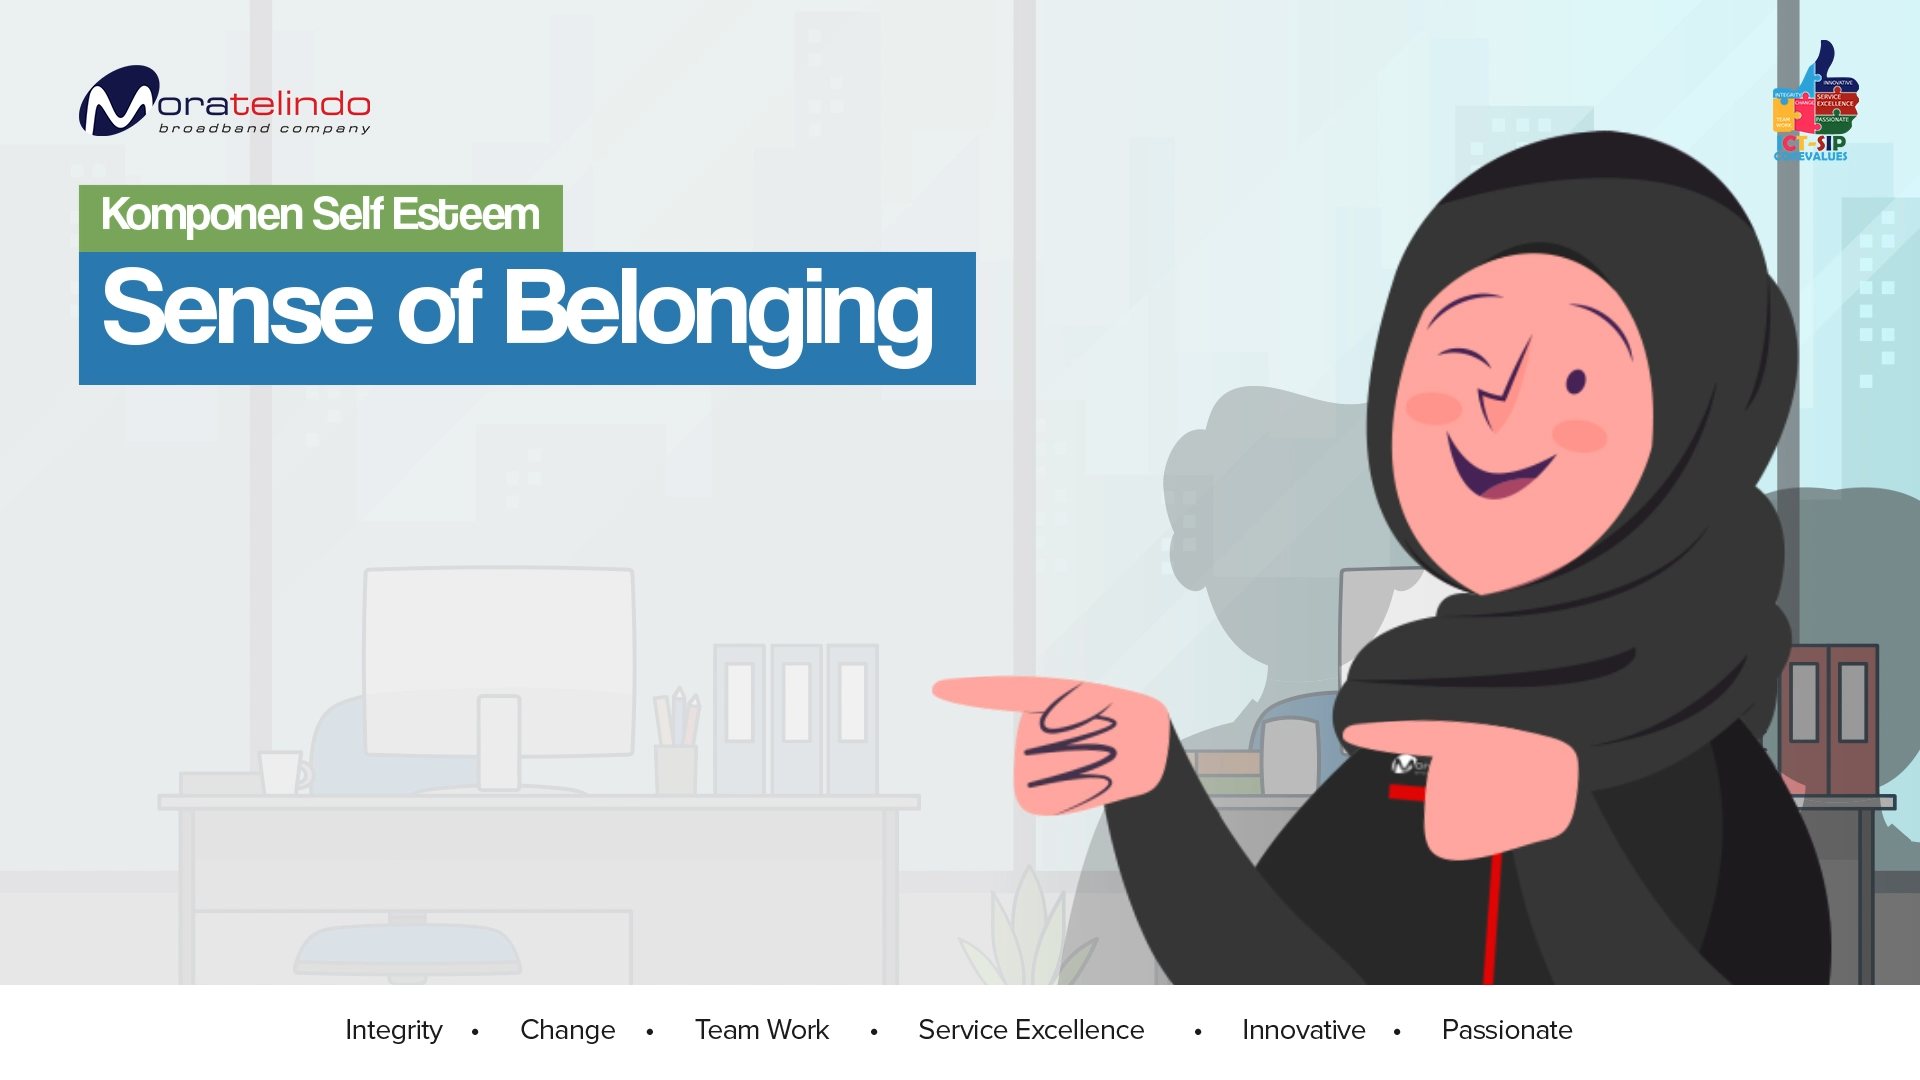 Moratelindo
broadband company
INNOVATIVE
INTEGRITY
CHANGE
SERVICE
EXCELLENCE
TEAM
WORK
PASSIONATE
ICT-SIP
COREVALUES
Komponen Self Esteem
Sense of Belonging
Integrity • Change • Team Work • Service Excellence • Innovative • Passionate